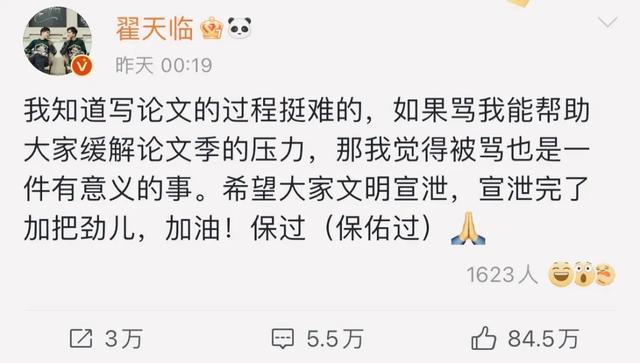 翟天临
昨天 00:19
我知道写论文的过程挺难的，如果骂我能帮助
大家缓解论文季的压力，那我觉得被骂也是一
件有意义的事。希望大家文明宣泄，宣泄完了
加把劲儿，加油！保过（保佑过）🙏
1623人
3万 5.5万 84.5万